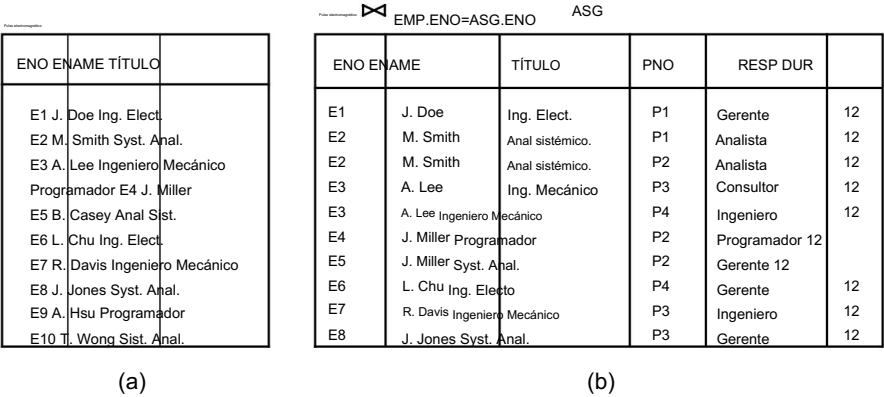 Pulso electromagnético
ENO ENAME TÍTULO
E1 J. Doe Ing. Elect.
E2 M. Smith Syst. Anal.
E3 A. Lee Ingeniero Mecánico
Programador E4 J. Miller
E5 B. Casey Anal Sist.
E6 L. Chu Ing. Elect.
E7 R. Davis Ingeniero Mecánico
E8 J. Jones Syst. Anal.
E9 A. Hsu Programador
E10 T. Wong Sist. Anal.
(a)
Pulso electromagnético ⋈ EMP.ENO=ASG.ENO ASG
ENO ENAME TÍTULO PNO RESP DUR
E1 J. Doe Ing. Elect. P1 Gerente 12
E2 M. Smith Anal sistémico. P1 Analista 12
E2 M. Smith Anal sistémico. P2 Analista 12
E3 A. Lee Ing. Mecánico P3 Consultor 12
E3 A. Lee Ingeniero Mecánico P4 Ingeniero 12
E4 J. Miller Programador P2 Programador 12
E5 J. Miller Syst. Anal. P2 Gerente 12
E6 L. Chu Ing. Electo P4 Gerente 12
E7 R. Davis Ingeniero Mecánico P3 Ingeniero 12
E8 J. Jones Syst. Anal. P3 Gerente 12
(b)